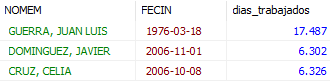 NOMEM FECIN dias_trabajados
GUERRA, JUAN LUIS 1976-03-18 17.487
DOMINGUEZ, JAVIER 2006-11-01 6.302
CRUZ, CELIA 2006-10-08 6.326